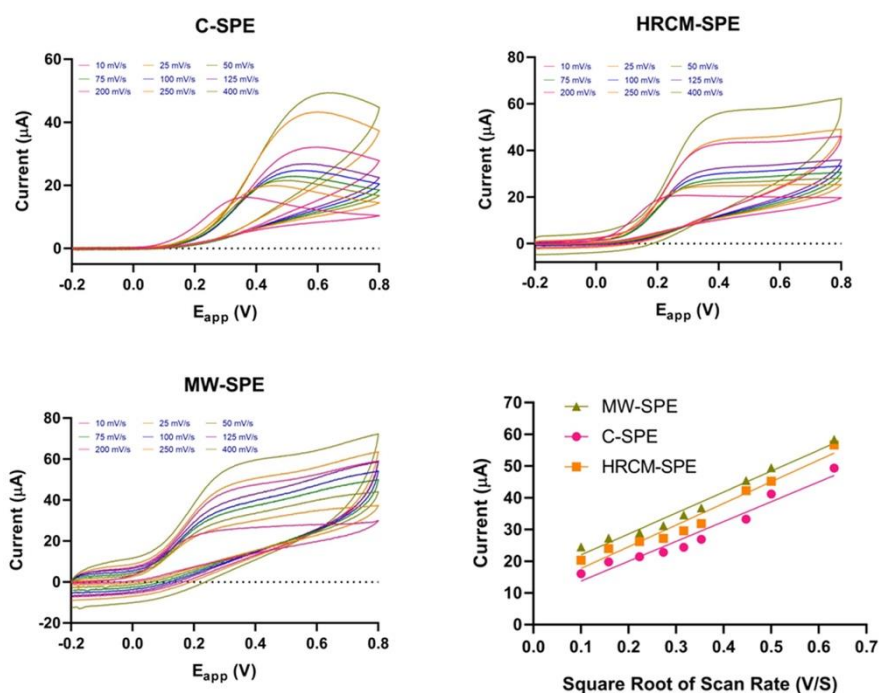 C-SPE
10 mV/s 25 mV/s 50 mV/s
75 mV/s 100 mV/s 125 mV/s
200 mV/s 250 mV/s 400 mV/s
60
40
20
0
Current (µA)
-0.2 0.0 0.2 0.4 0.6 0.8
Eapp (V)
HRCM-SPE
10 mV/s 25 mV/s 50 mV/s
75 mV/s 100 mV/s 125 mV/s
200 mV/s 250 mV/s 400 mV/s
80
60
40
20
0
Current (µA)
-0.2 0.0 0.2 0.4 0.6 0.8
Eapp (V)
MW-SPE
10 mV/s 25 mV/s 50 mV/s
75 mV/s 100 mV/s 125 mV/s
200 mV/s 250 mV/s 400 mV/s
80
60
40
20
0
-20
Current (µA)
-0.2 0.0 0.2 0.4 0.6 0.8
Eapp (V)
MW-SPE
C-SPE
HRCM-SPE
70
60
50
40
30
20
10
0
Current (µA)
0.0 0.1 0.2 0.3 0.4 0.5 0.6 0.7
Square Root of Scan Rate (V/S)